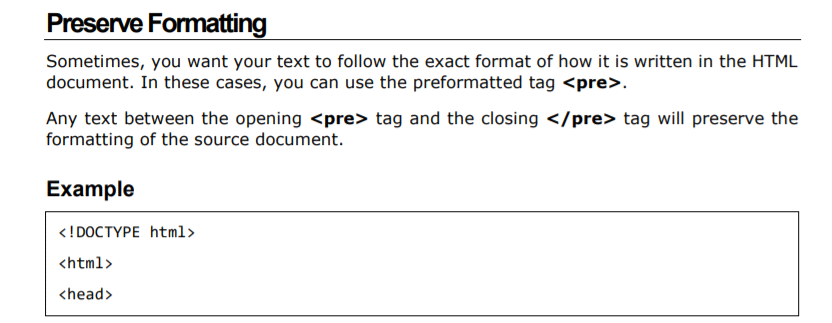 Preserve Formatting
Sometimes, you want your text to follow the exact format of how it is written in the HTML
document. In these cases, you can use the preformatted tag <pre>.
Any text between the opening <pre> tag and the closing </pre> tag will preserve the
formatting of the source document.
Example
<!DOCTYPE html>
<html>
<head>